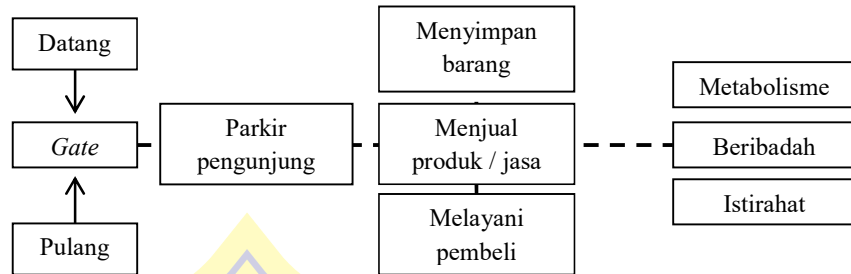 Datang
Gate
Pulang
Parkir
pengunjung
Menyimpan
barang
Menjual
produk / jasa
Melayani
pembeli
Metabolisme
Beribadah
Istirahat